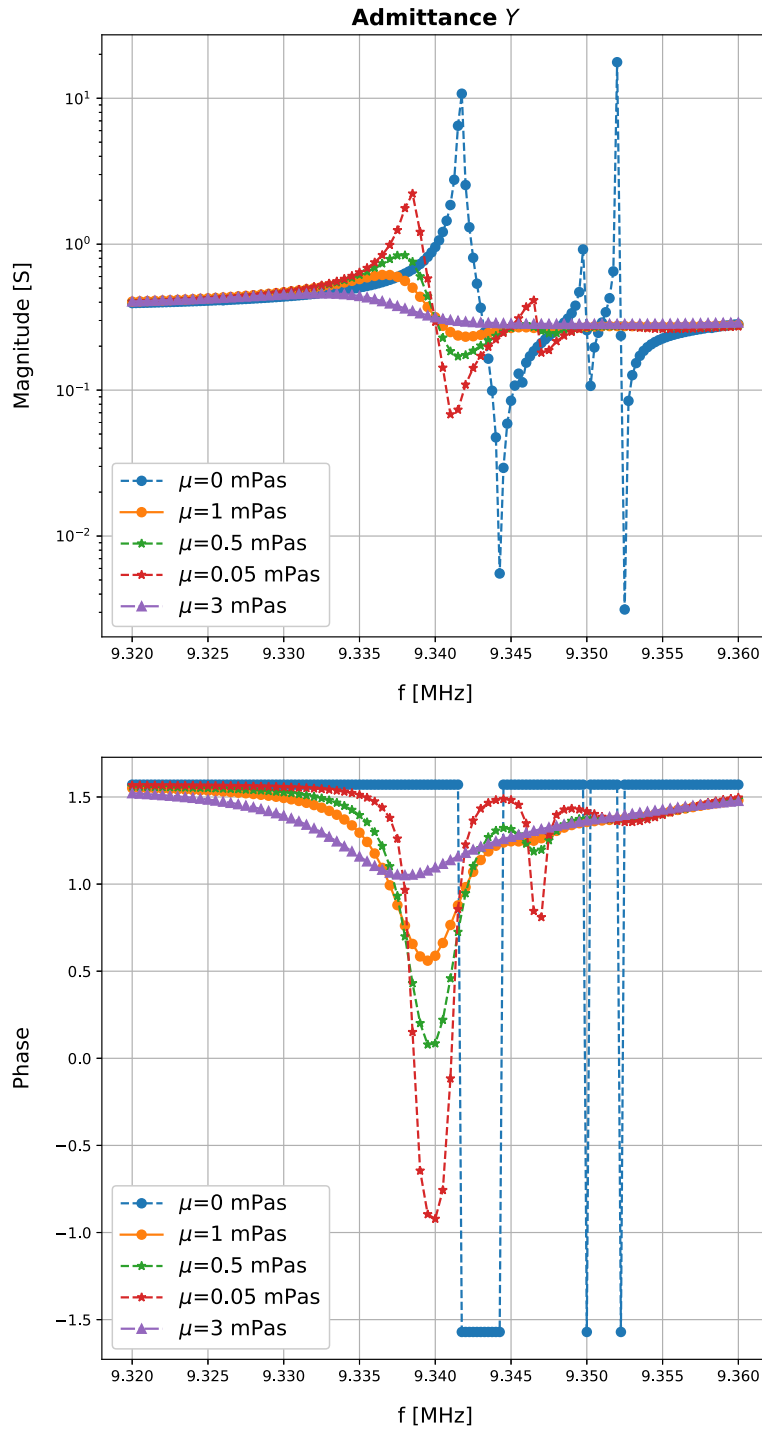 Admittance Y
Magnitude [S]
10¹
10⁰
10⁻¹
10⁻²
μ=0 mPas
μ=1 mPas
μ=0.5 mPas
μ=0.05 mPas
μ=3 mPas
9.320 9.325 9.330 9.335 9.340 9.345 9.350 9.355 9.360
f [MHz]
Phase
1.5
1.0
0.5
0.0
−0.5
−1.0
−1.5
μ=0 mPas
μ=1 mPas
μ=0.5 mPas
μ=0.05 mPas
μ=3 mPas
9.320 9.325 9.330 9.335 9.340 9.345 9.350 9.355 9.360
f [MHz]